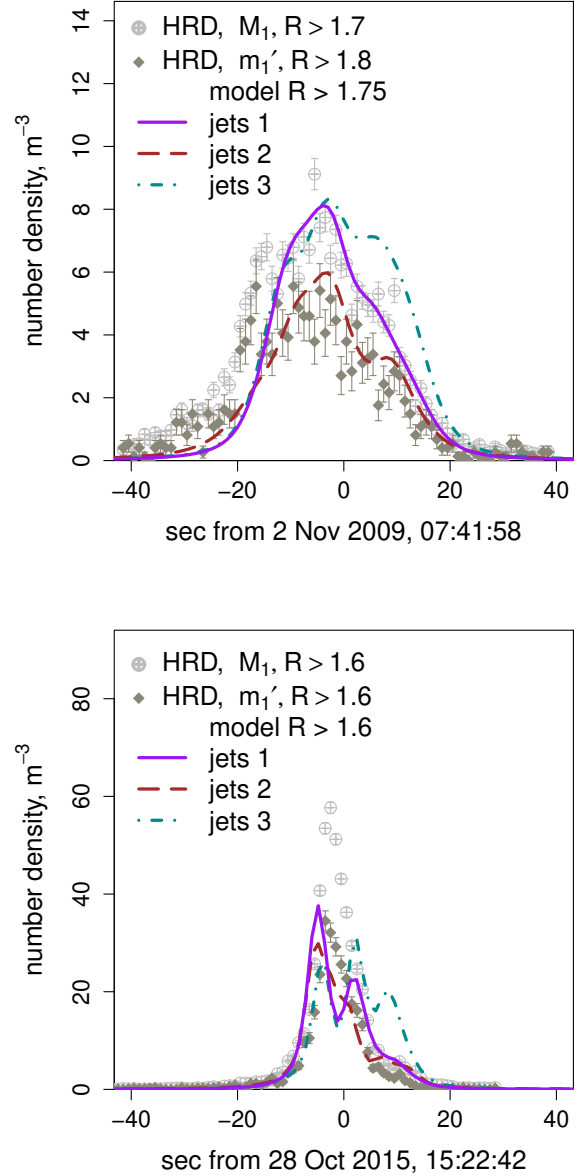 14
12
10
8
6
4
2
0
number density, m⁻³
HRD, M₁, R > 1.7
HRD, m₁′, R > 1.8
model R > 1.75
jets 1
jets 2
jets 3
−40 −20 0 20 40
sec from 2 Nov 2009, 07:41:58
80
60
40
20
0
number density, m⁻³
HRD, M₁, R > 1.6
HRD, m₁′, R > 1.6
model R > 1.6
jets 1
jets 2
jets 3
−40 −20 0 20 40
sec from 28 Oct 2015, 15:22:42